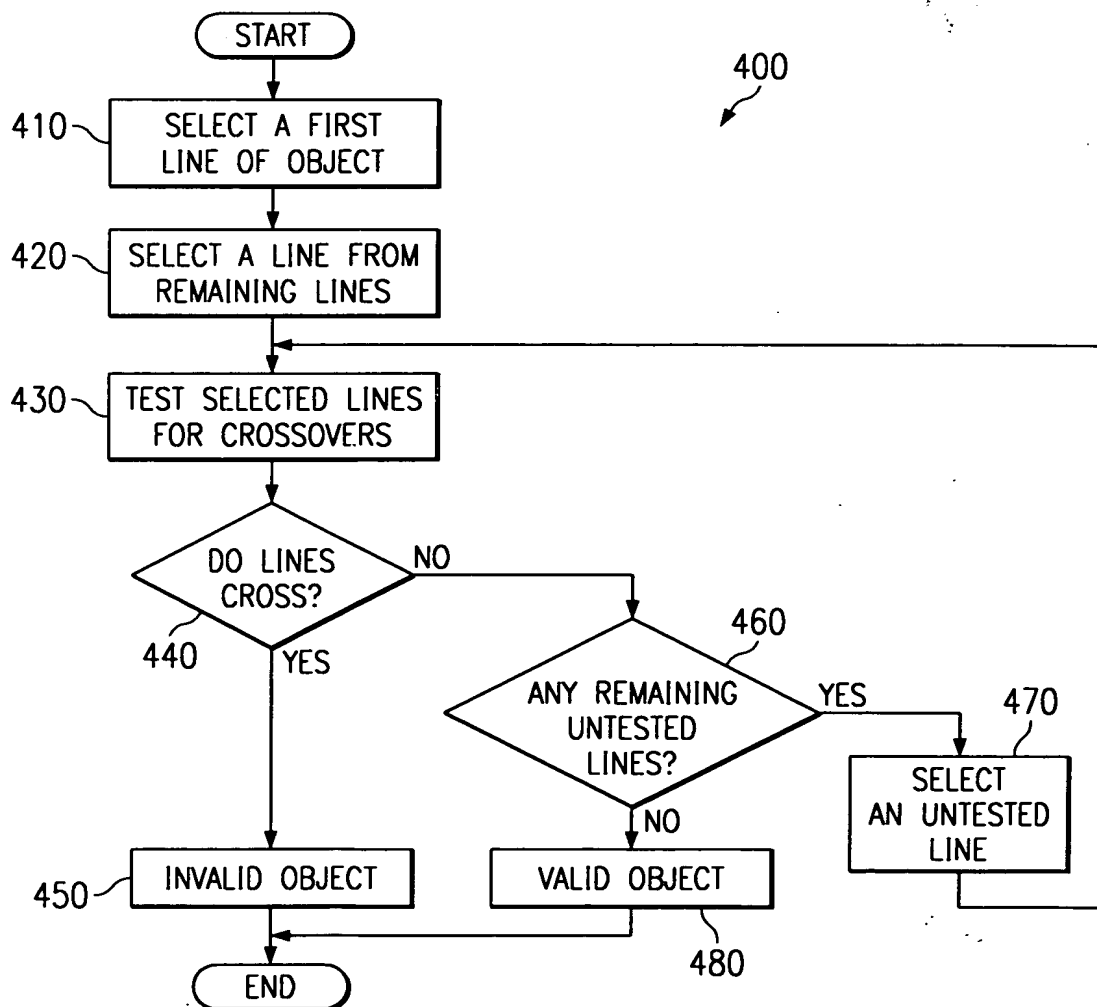 START
400
410
SELECT A FIRST
LINE OF OBJECT
420
SELECT A LINE FROM
REMAINING LINES
430
TEST SELECTED LINES
FOR CROSSOVERS
DO LINES
CROSS?
NO
440
YES
460
ANY REMAINING
UNTESTED
LINES?
YES
470
SELECT
AN UNTESTED
LINE
NO
450
INVALID OBJECT
VALID OBJECT
480
END